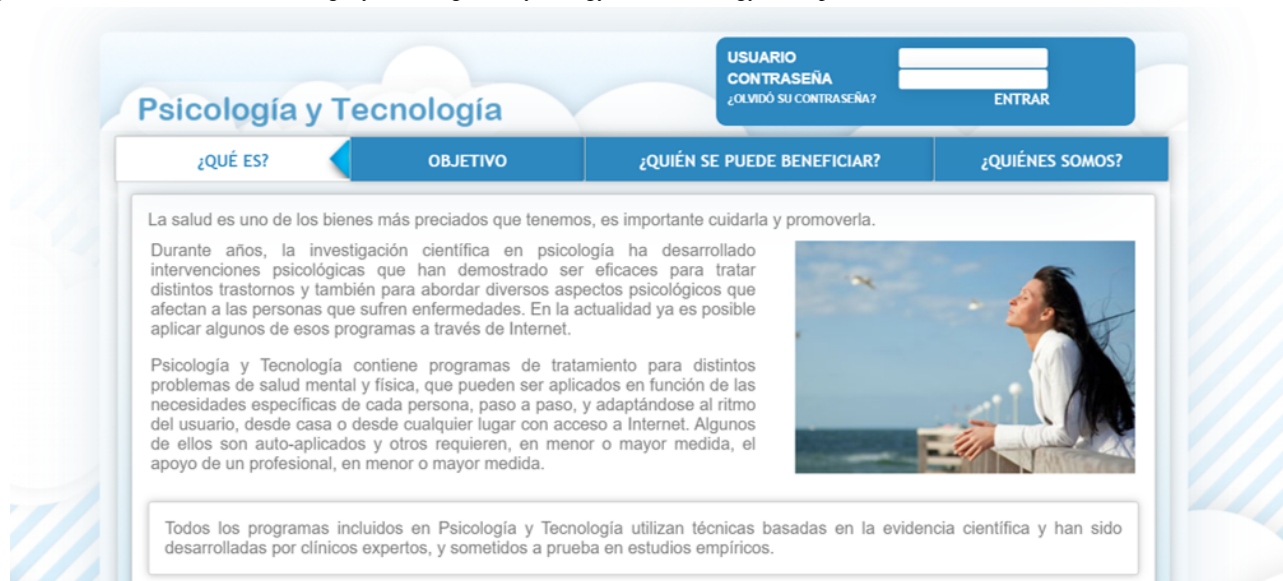 USUARIO
CONTRASEÑA
¿OLVIDÓ SU CONTRASEÑA?
ENTRAR
Psicología y Tecnología
¿QUÉ ES?
OBJETIVO
¿QUIÉN SE PUEDE BENEFICIAR?
¿QUIÉNES SOMOS?
La salud es uno de los bienes más preciados que tenemos, es importante cuidarla y promoverla.
Durante años, la investigación científica en psicología ha desarrollado
intervenciones psicológicas que han demostrado ser eficaces para tratar
distintos trastornos y también para abordar diversos aspectos psicológicos que
afectan a las personas que sufren enfermedades. En la actualidad ya es posible
aplicar algunos de esos programas a través de Internet.
Psicología y Tecnología contiene programas de tratamiento para distintos
problemas de salud mental y física, que pueden ser aplicados en función de las
necesidades específicas de cada persona, paso a paso, y adaptándose al ritmo
del usuario, desde casa o desde cualquier lugar con acceso a Internet. Algunos
de ellos son auto-aplicados y otros requieren, en menor o mayor medida, el
apoyo de un profesional, en menor o mayor medida.
Todos los programas incluidos en Psicología y Tecnología utilizan técnicas basadas en la evidencia científica y han sido
desarrolladas por clínicos expertos, y sometidos a prueba en estudios empíricos.